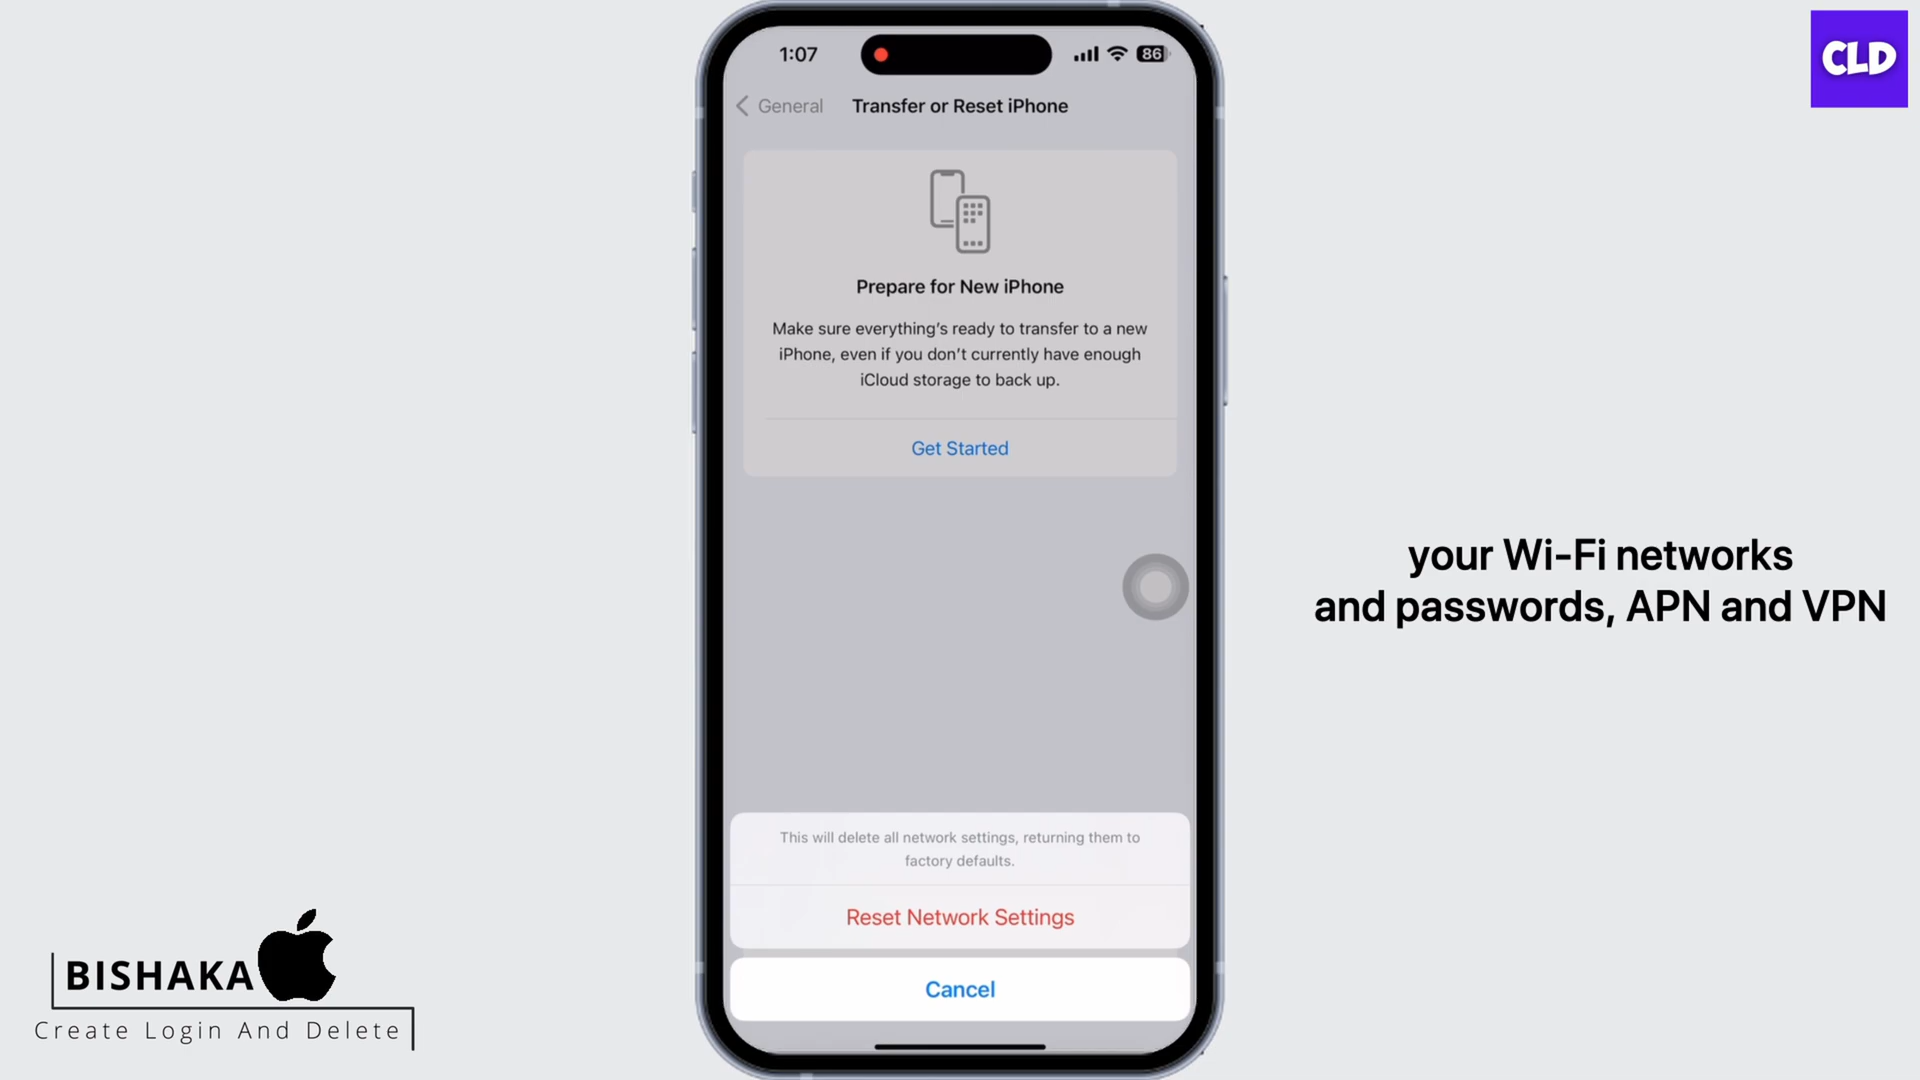 1:07
86
General
Transfer or Reset iPhone
Prepare for New iPhone
Make sure everything's ready to transfer to a new
iPhone, even if you don't currently have enough
iCloud storage to back up.
Get Started
This will delete all network settings, returning them to
factory defaults.
Reset Network Settings
Cancel
CLD
your Wi-Fi networks
and passwords, APN and VPN
BISHAKA
Create Login And Delete